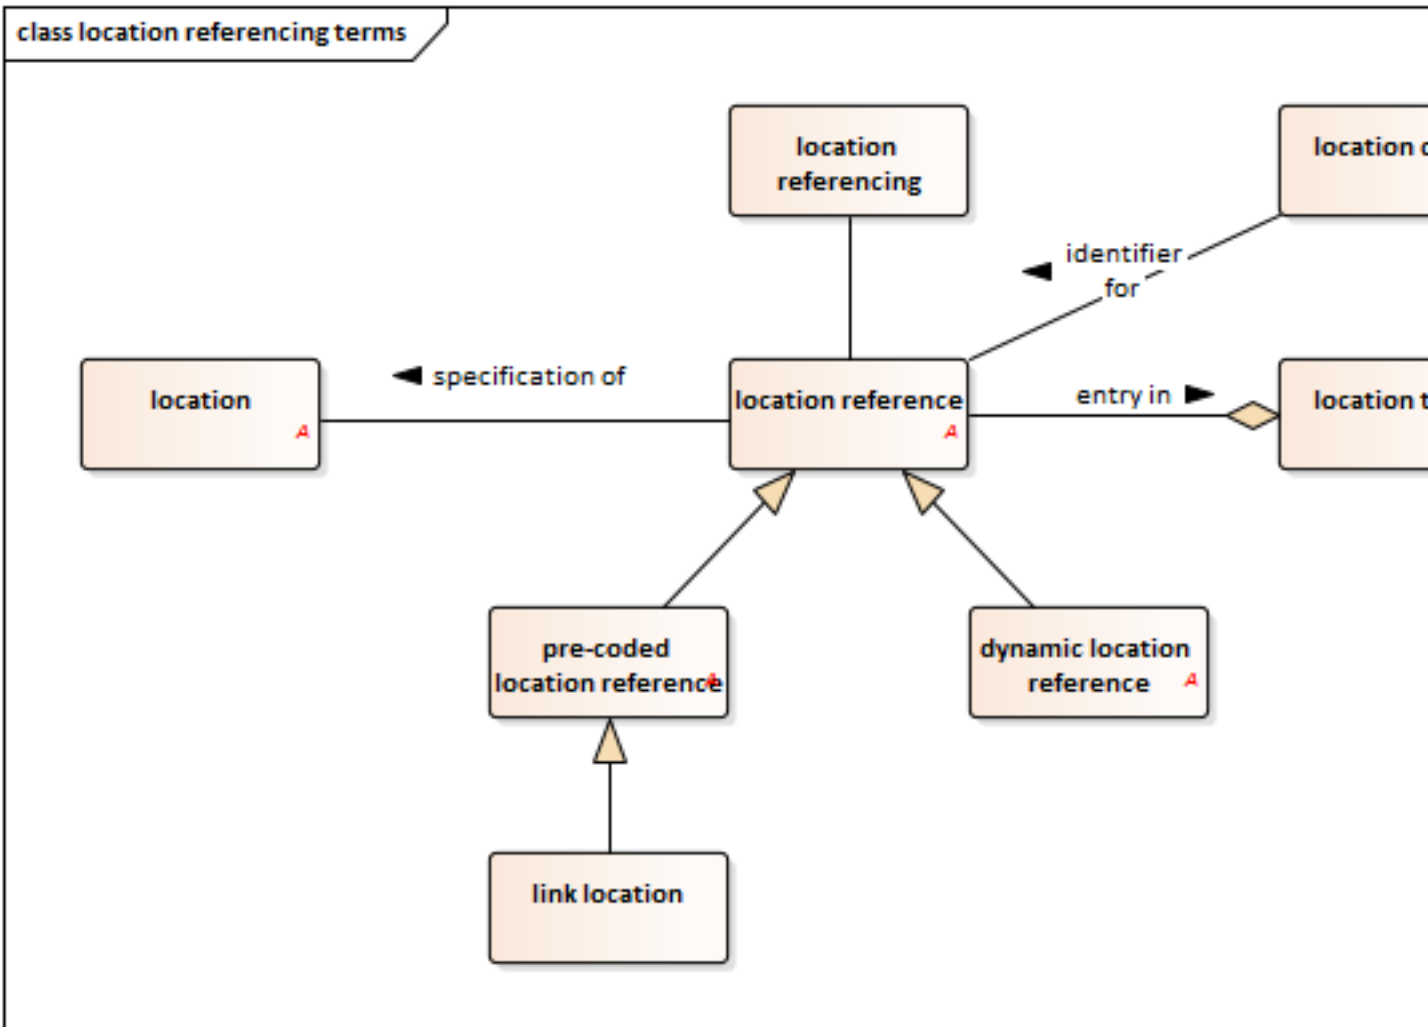 class location referencing terms
location
referencing
location
identifier
for
specification of
location
A
location reference
A
entry in
location
pre-coded
location reference
A
dynamic location
reference
A
link location